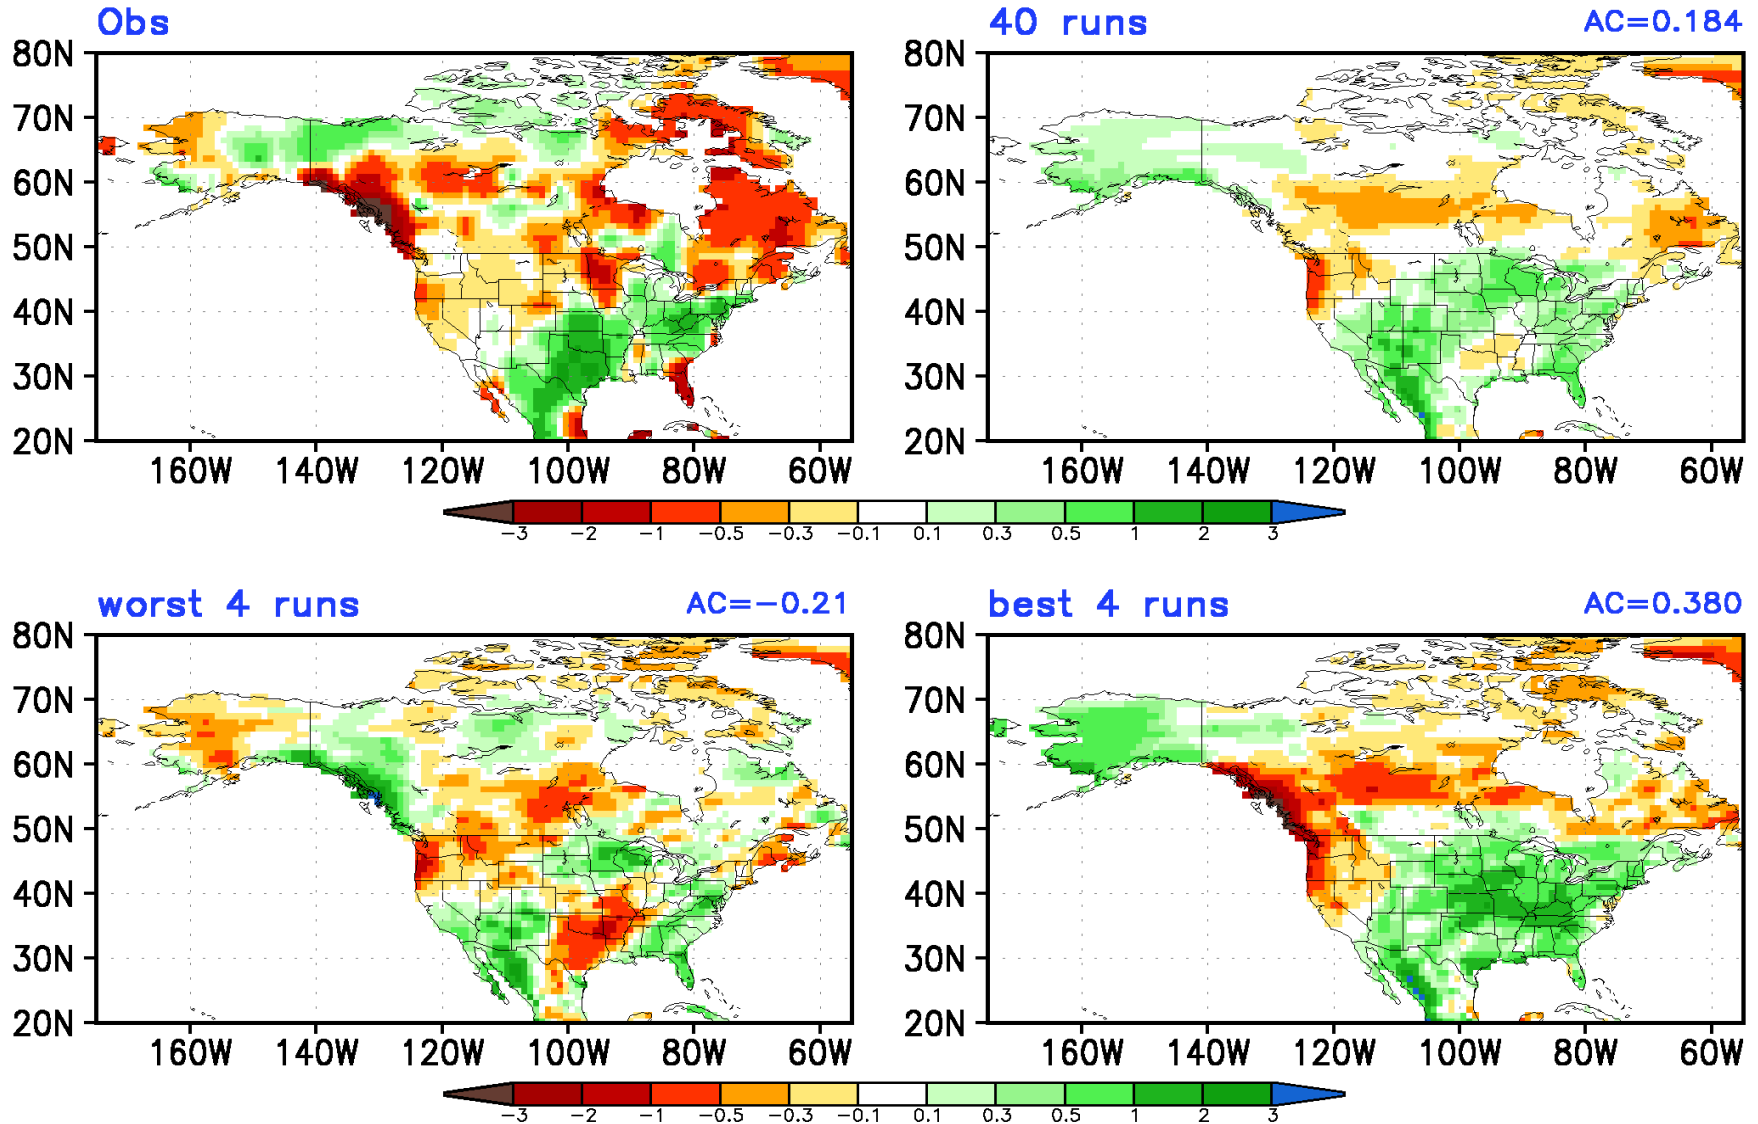 Obs
40 runs AC=0.184
80N 80N
70N 70N
60N 60N
50N 50N
40N 40N
30N 30N
20N 20N
160W 140W 120W 100W 80W 60W 160W 140W 120W 100W 80W 60W
-3 -2 -1 -0.5 -0.3 -0.1 0.1 0.3 0.5 1 2 3
worst 4 runs AC=-0.21
best 4 runs AC=0.380
80N 80N
70N 70N
60N 60N
50N 50N
40N 40N
30N 30N
20N 20N
160W 140W 120W 100W 80W 60W 160W 140W 120W 100W 80W 60W
-3 -2 -1 -0.5 -0.3 -0.1 0.1 0.3 0.5 1 2 3